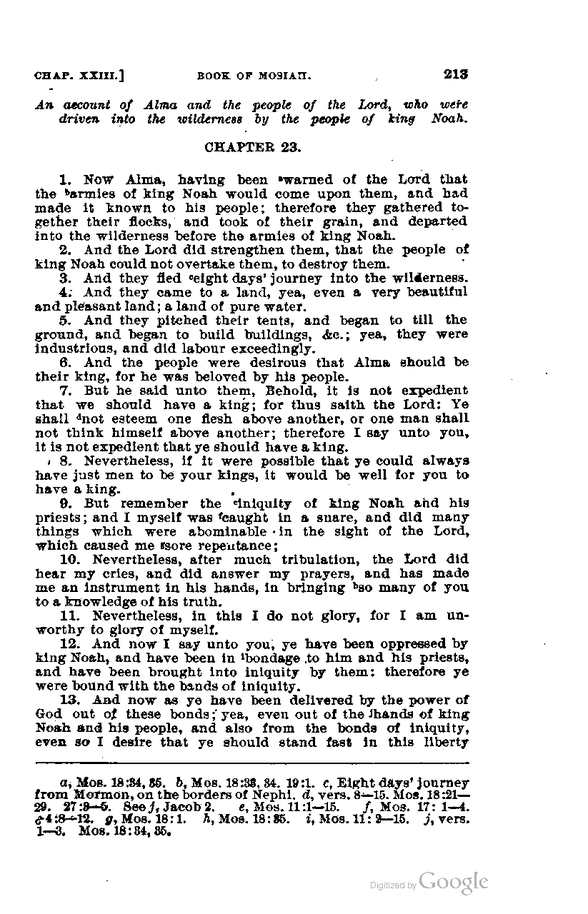 CHAP. XXIII.] BOOK OF MOSIAH. 213
An account of Alma and the people of the Lord, who were
driven into the wilderness by the people of king Noah.
CHAPTER 23.
1. Now Alma, having been ᵃwarned of the Lord that
the ᵇarmies of king Noah would come upon them, and had
made it known to his people; therefore they gathered to-
gether their flocks, and took of their grain, and departed
into the wilderness before the armies of king Noah.
2. And the Lord did strengthen them, that the people of
king Noah could not overtake them, to destroy them.
3. And they fled ᶜeight days' journey into the wilderness.
4. And they came to a land, yea, even a very beautiful
and pleasant land; a land of pure water.
5. And they pitched their tents, and began to till the
ground, and began to build buildings, &c.; yea, they were
industrious, and did labour exceedingly.
6. And the people were desirous that Alma should be
their king, for he was beloved by his people.
7. But he said unto them, Behold, it is not expedient
that we should have a king; for thus saith the Lord: Ye
shall ᵈnot esteem one flesh above another, or one man shall
not think himself above another; therefore I say unto you,
it is not expedient that ye should have a king.
8. Nevertheless, if it were possible that ye could always
have just men to be your kings, it would be well for you to
have a king.
9. But remember the ᵉiniquity of king Noah and his
priests; and I myself was ᶠcaught in a snare, and did many
things which were abominable in the sight of the Lord,
which caused me ᵍsore repentance;
10. Nevertheless, after much tribulation, the Lord did
hear my cries, and did answer my prayers, and has made
me an instrument in his hands, in bringing ʰso many of you
to a knowledge of his truth.
11. Nevertheless, in this I do not glory, for I am un-
worthy to glory of myself.
12. And now I say unto you, ye have been oppressed by
king Noah, and have been in ⁱbondage to him and his priests,
and have been brought into iniquity by them: therefore ye
were bound with the bands of iniquity.
13. And now as ye have been delivered by the power of
God out of these bonds; yea, even out of the ʲhands of king
Noah and his people, and also from the bonds of iniquity,
even so I desire that ye should stand fast in this liberty
a, Mos. 18:34, 35. b, Mos. 18:33, 34. 19:1. c, Eight days' journey
from Mormon, on the borders of Nephi. d, vers. 8—15. Mos. 18:21—
29. 27:3—5. See f, Jacob 2. e, Mos. 11:1—15. f, Mos. 17: 1—4.
4:8—12. g, Mos. 18:1. h, Mos. 18:35. i, Mos. 11: 2—15. j, vers.
1—3. Mos. 18:34, 35.
Digitized by Google